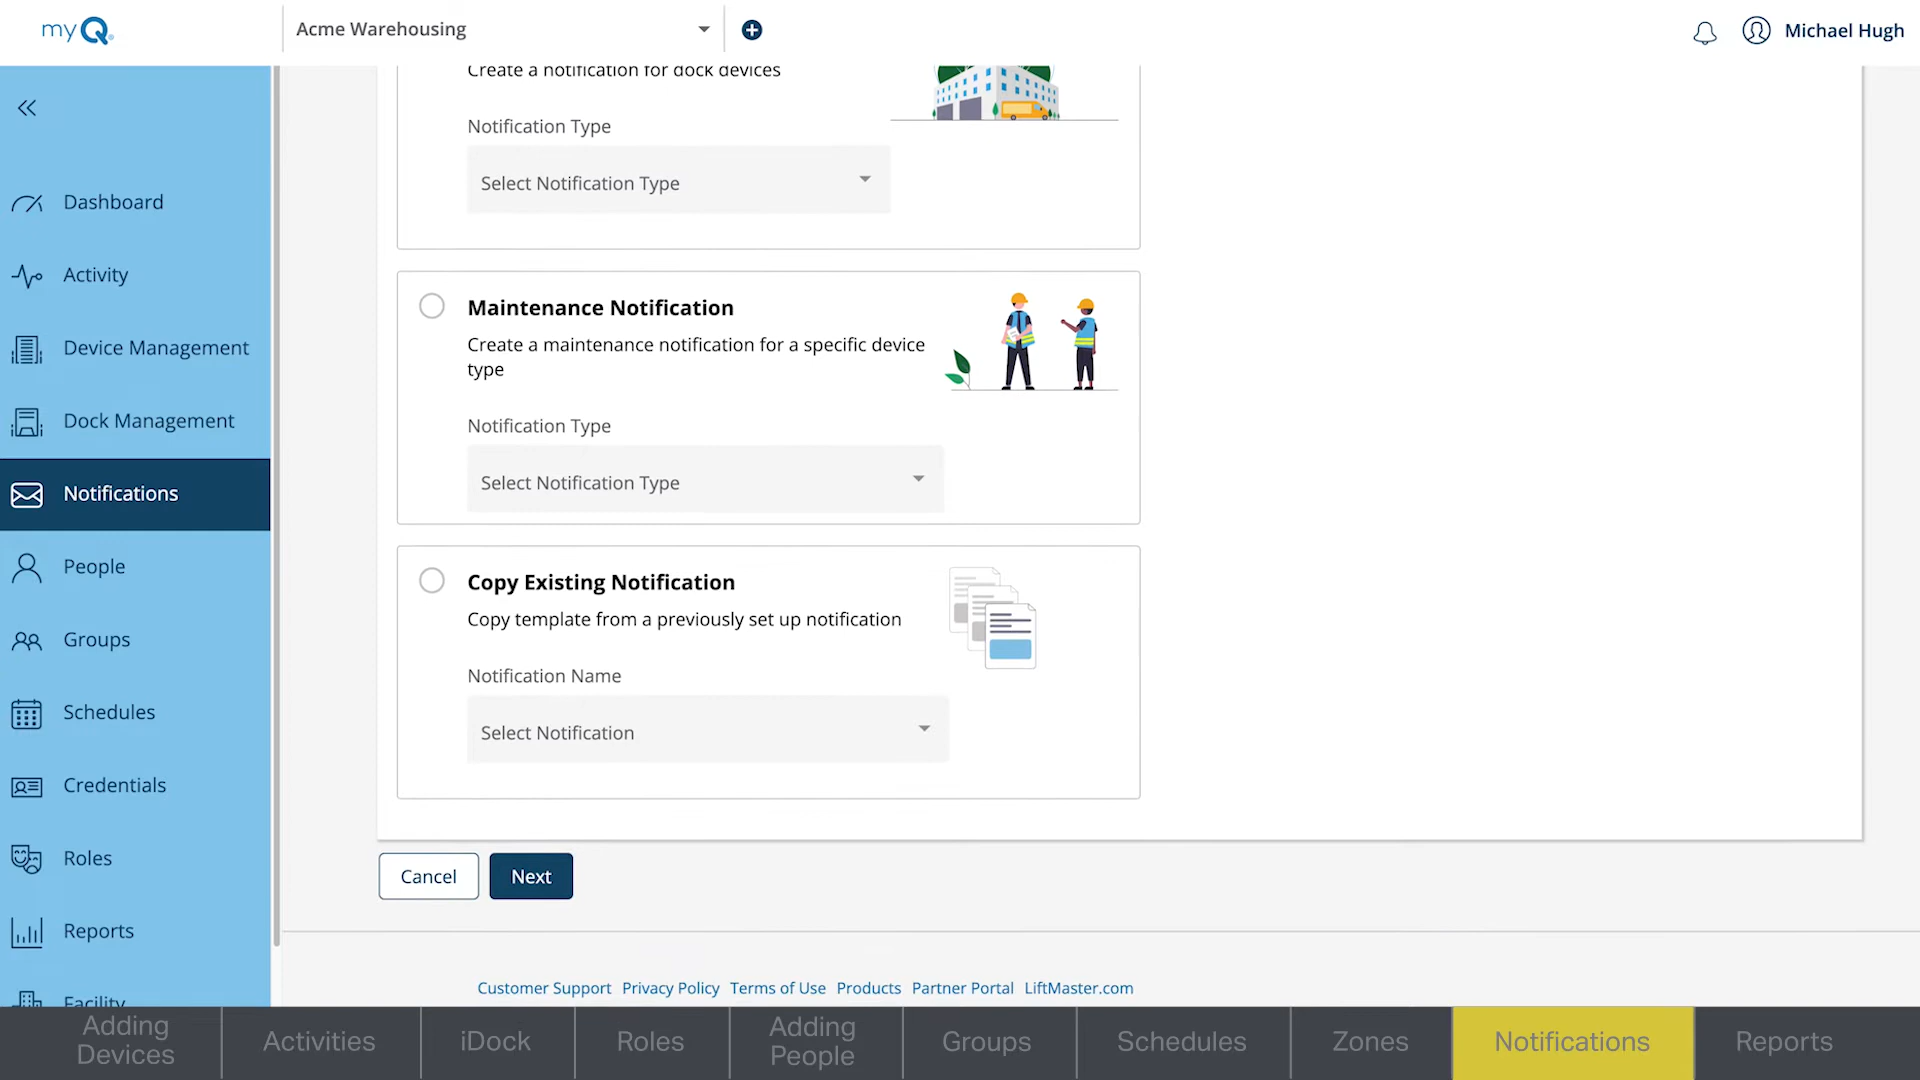 myQ
Acme Warehousing
Michael Hugh
Create a notification for dock devices
Notification Type
Select Notification Type
Dashboard
Activity
Device Management
Dock Management
Notifications
People
Groups
Schedules
Credentials
Roles
Reports
Facility
Maintenance Notification
Create a maintenance notification for a specific device
type
Notification Type
Select Notification Type
Copy Existing Notification
Copy template from a previously set up notification
Notification Name
Select Notification
Cancel
Next
Customer Support Privacy Policy Terms of Use Products Partner Portal LiftMaster.com
Adding
Devices
Activities
iDock
Roles
Adding
People
Groups
Schedules
Zones
Notifications
Reports